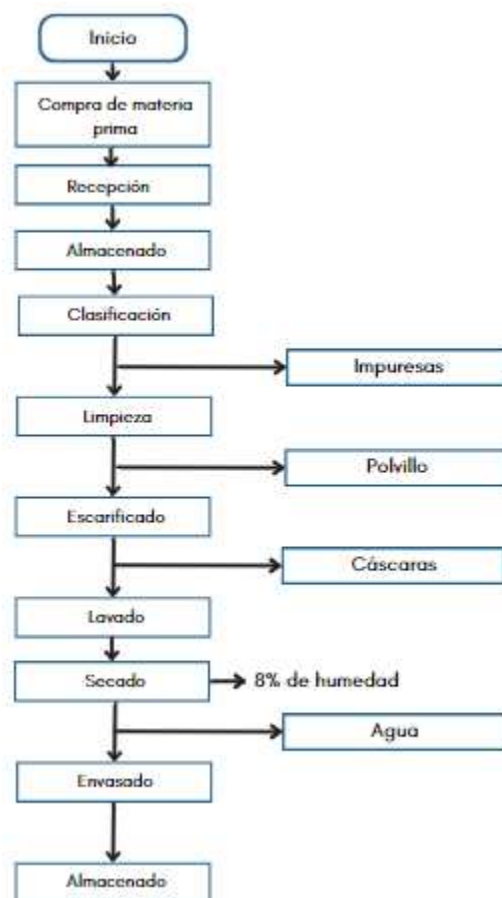 Inicio
Compra de materia
prima
Recepción
Almacenado
Clasificación
Impuresas
Limpieza
Polvillo
Escarificado
Cáscaras
Lavado
Secado
8% de humedad
Agua
Envasado
Almacenado